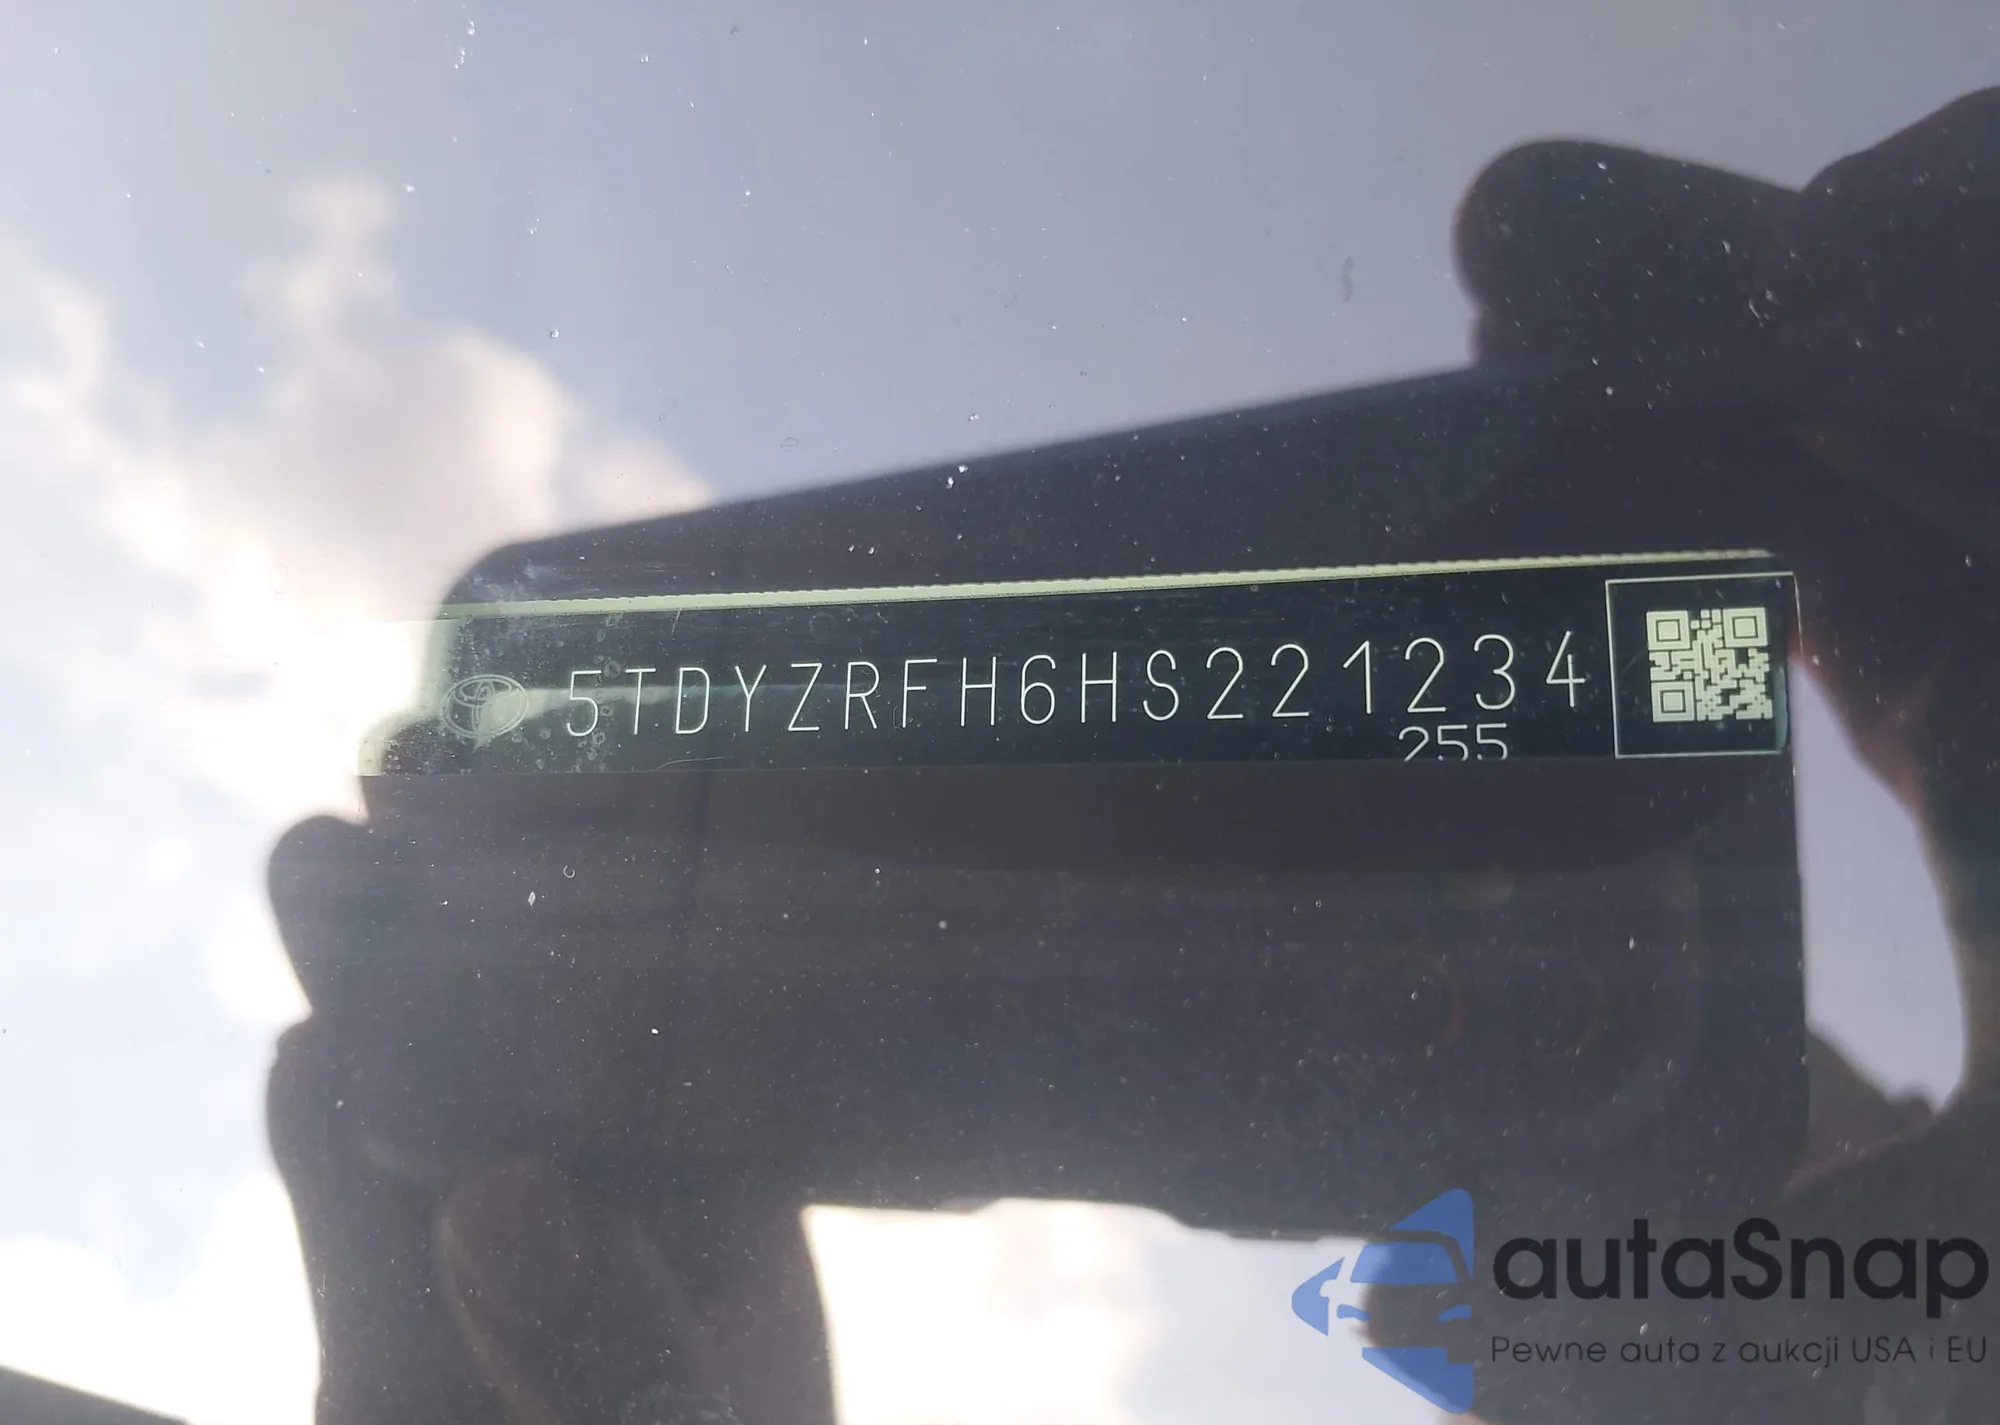 5TDYZRFH6HS221234
255
autaSnap
Pewne auta z aukcji USA i EU